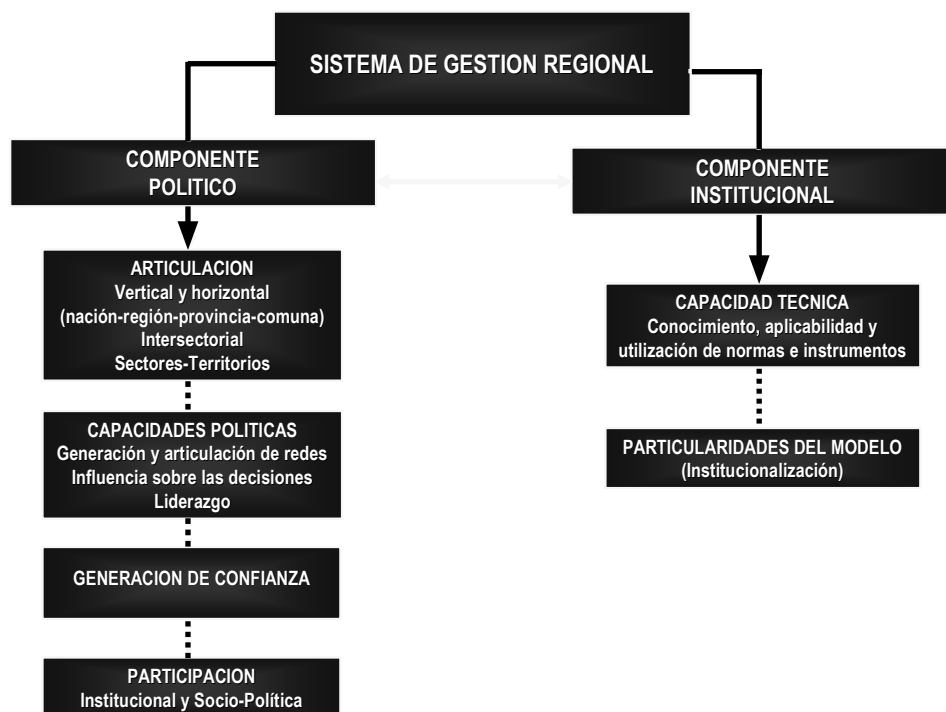 SISTEMA DE GESTION REGIONAL
COMPONENTE
POLITICO
COMPONENTE
INSTITUCIONAL
ARTICULACION
Vertical y horizontal
(nación-región-provincia-comuna)
Intersectorial
Sectores-Territorios
CAPACIDAD TECNICA
Conocimiento, aplicabilidad y
utilización de normas e instrumentos
CAPACIDADES POLITICAS
Generación y articulación de redes
Influencia sobre las decisiones
Liderazgo
PARTICULARIDADES DEL MODELO
(Institucionalización)
GENERACION DE CONFIANZA
PARTICIPACION
Institucional y Socio-Política